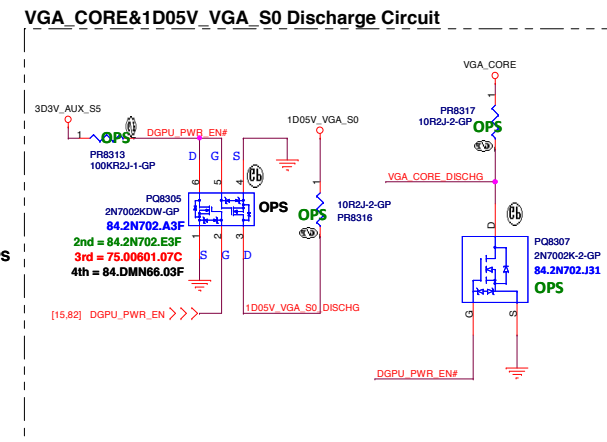 VGA_CORE&1D05V_VGA_S0 Discharge Circuit
VGA_CORE
3D3V_AUX_S5
1D05V_VGA_S0
1
OPS
DGPU_PWR_EN#
PR8313
100KR2J-1-GP
D
G
S
6
5
4
PQ8305
2N7002KDW-GP
84.2N702.A3F
2nd = 84.2N702.E3F
3rd = 75.00601.07C
4th = 84.DMN66.03F
OPS
1
2
3
S
G
D
[15,82] DGPU_PWR_EN
1
OPS
10R2J-2-GP
PR8316
1D05V_VGA_S0_DISCHG
1
PR8317
10R2J-2-GP
OPS
VGA_CORE_DISCHG
D
PQ8307
2N7002K-2-GP
84.2N702.J31
OPS
G
S
DGPU_PWR_EN#